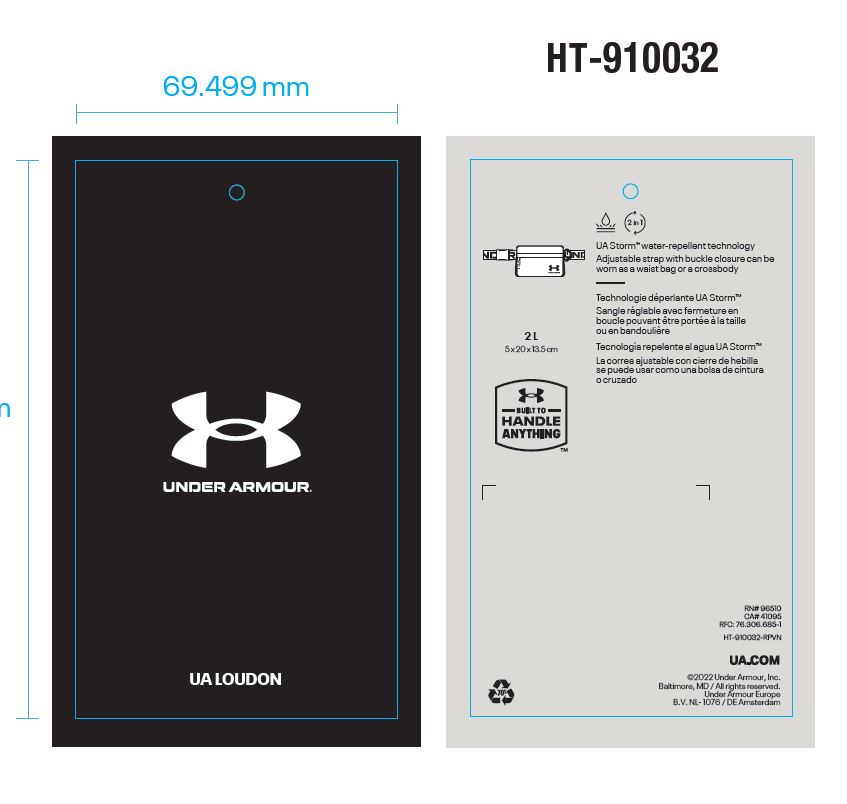 HT-910032
69.499 mm
UNDER ARMOUR.
UA LOUDON
2 in 1
UA Storm™ water-repellent technology
Adjustable strap with buckle closure can be
worn as a waist bag or a crossbody
Technologie déperlante UA Storm™
Sangle réglable avec fermeture en
boucle pouvant être portée à la taille
ou en bandoulière
Tecnología repelente al agua UA Storm™
La correa ajustable con cierre de hebilla
se puede usar como una bolsa de cintura
o cruzado
2 L
5 x 20 x 13.5 cm
BUILT TO
HANDLE
ANYTHING
™
RN# 96510
CA# 41095
RFC: 76.306.685-1
HT-910032-RPVN
UA.COM
©2022 Under Armour, Inc.
Baltimore, MD / All rights reserved.
Under Armour Europe
B.V. NL- 1076 / DE Amsterdam